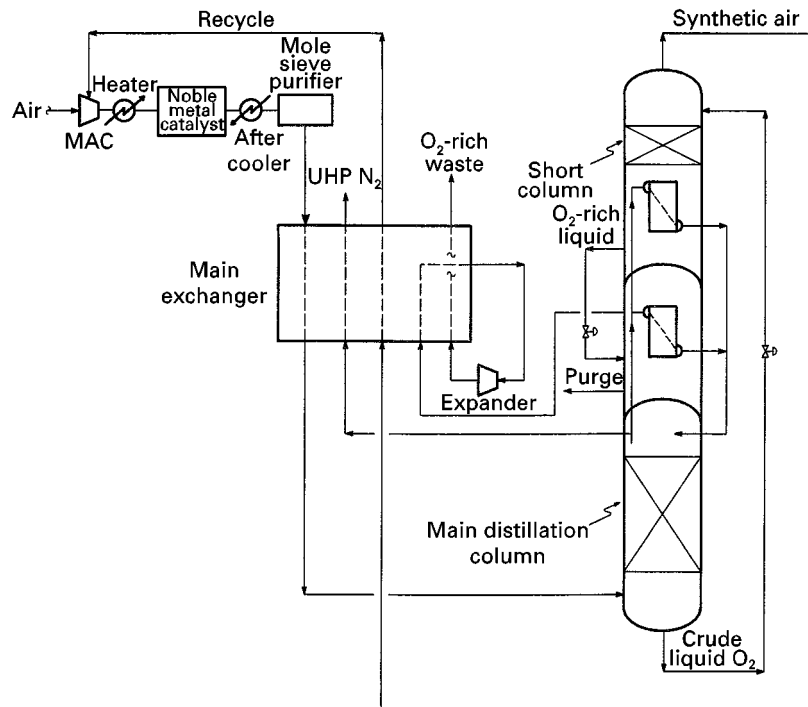 Synthetic air
Recycle
Mole
sieve
purifier
Heater
Noble
metal
catalyst
Air
MAC
After
cooler
O₂-rich
waste
UHP N₂
Short
column
O₂-rich
liquid
Main
exchanger
Purge
Expander
Main distillation
column
Crude
liquid O₂